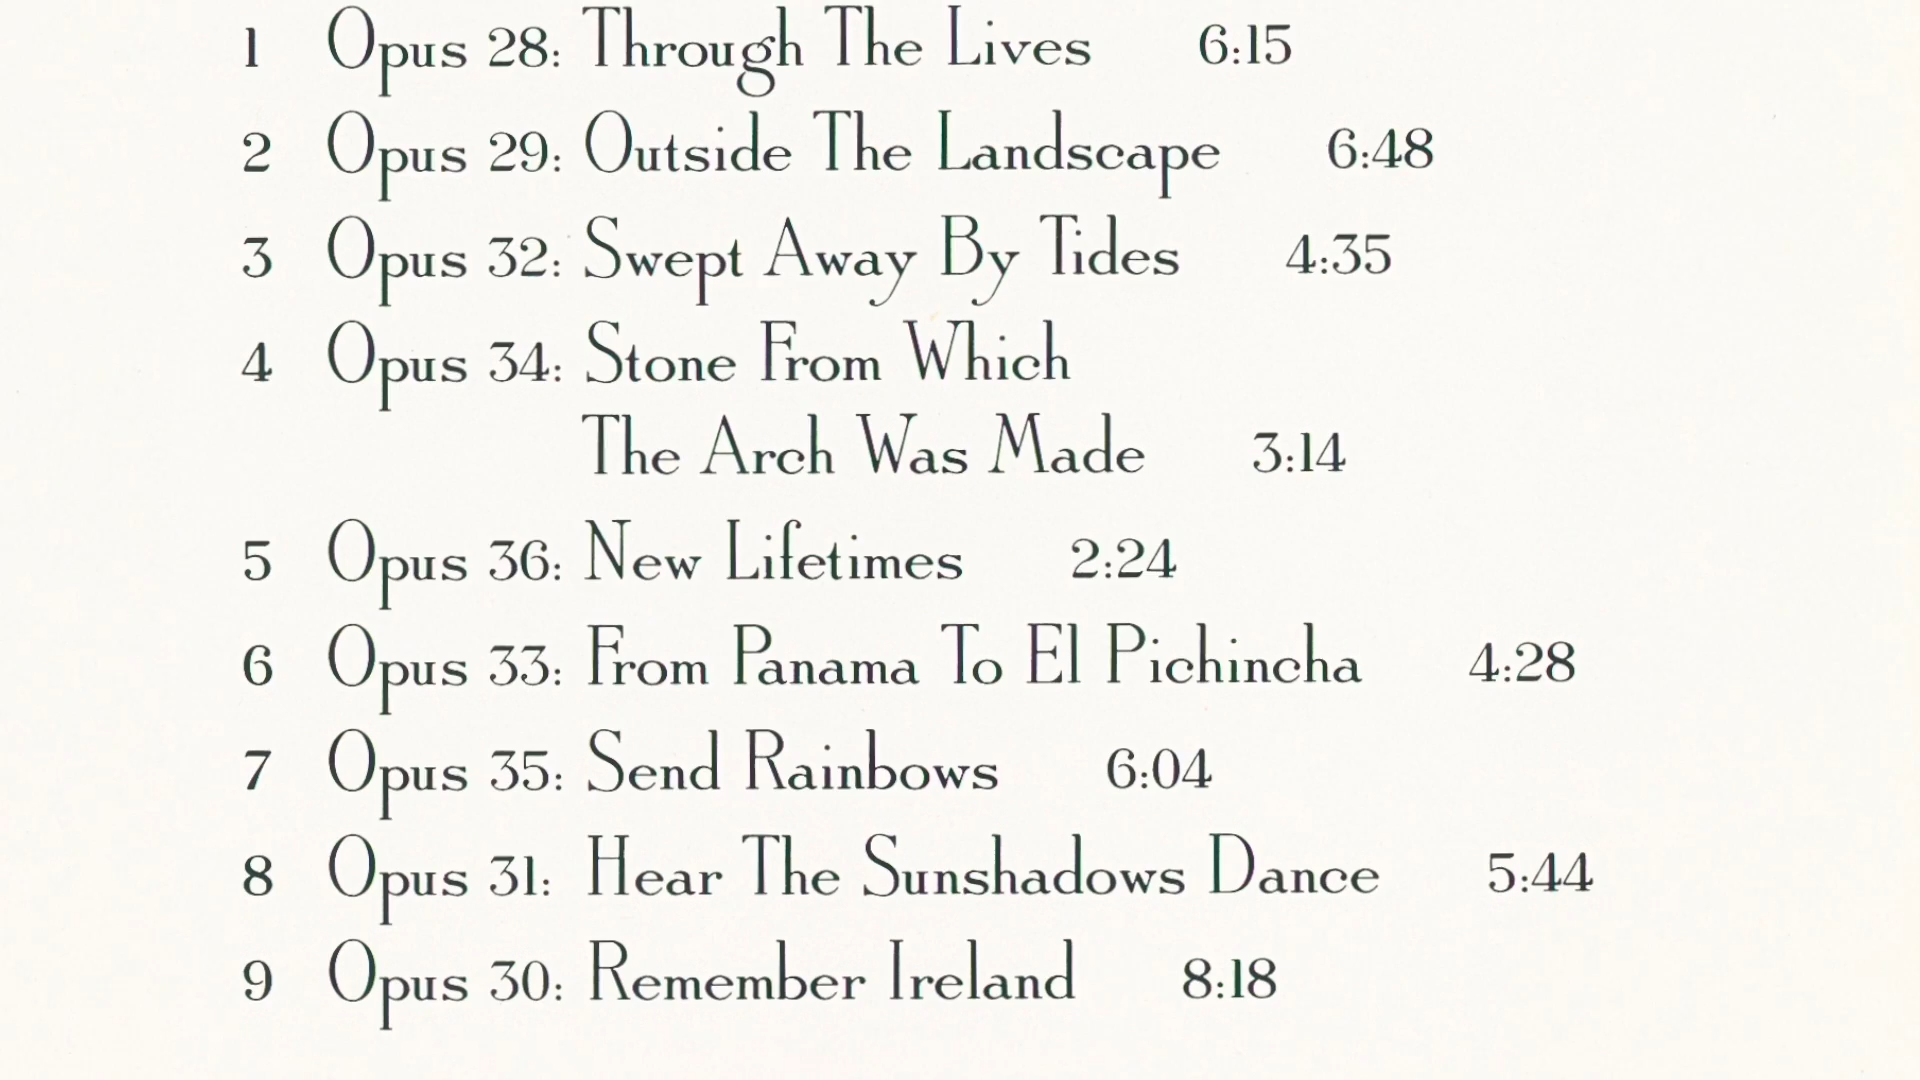 1 Opus 28: Through The Lives 6:15
2 Opus 29: Outside The Landscape 6:48
3 Opus 32: Swept Away By Tides 4:35
4 Opus 34: Stone From Which
The Arch Was Made 3:14
5 Opus 36: New Lifetimes 2:24
6 Opus 33: From Panama To El Pichincha 4:28
7 Opus 35: Send Rainbows 6:04
8 Opus 31: Hear The Sunshadows Dance 5:44
9 Opus 30: Remember Ireland 8:18